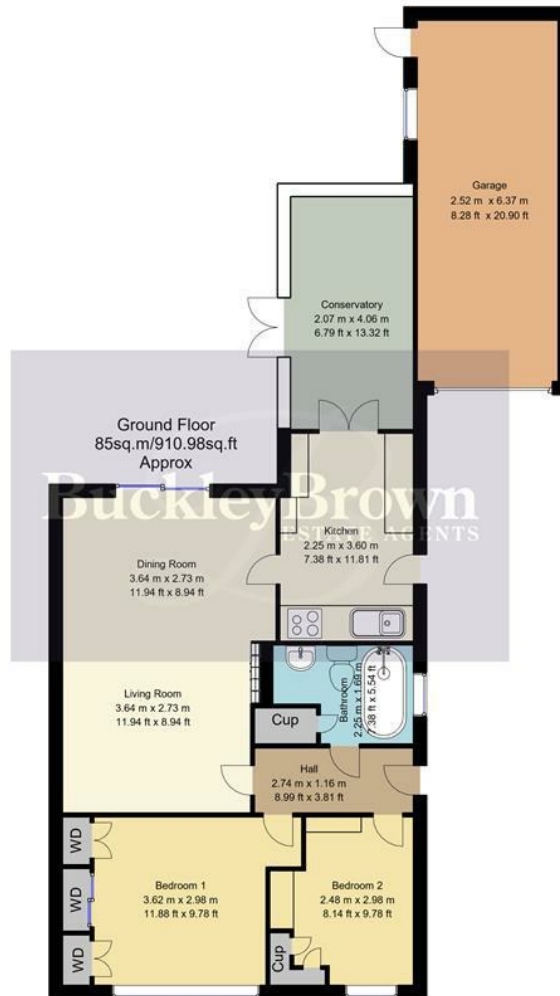 Garage
2.52 m x 6.37 m
8.28 ft x 20.90 ft
Conservatory
2.07 m x 4.06 m
6.79 ft x 13.32 ft
Ground Floor
85sq.m/910.98sq.ft
Approx
BuckleyBrown
ESTATE AGENTS
Kitchen
2.25 m x 3.60 m
7.38 ft x 11.81 ft
Dining Room
3.64 m x 2.73 m
11.94 ft x 8.94 ft
Living Room
3.64 m x 2.73 m
11.94 ft x 8.94 ft
Bathroom
2.25 m x 1.69 m
7.38 ft x 5.54 ft
Cup
Hall
2.74 m x 1.16 m
8.99 ft x 3.81 ft
WD
WD
WD
Bedroom 1
3.62 m x 2.98 m
11.88 ft x 9.78 ft
Bedroom 2
2.48 m x 2.98 m
8.14 ft x 9.78 ft
Cup